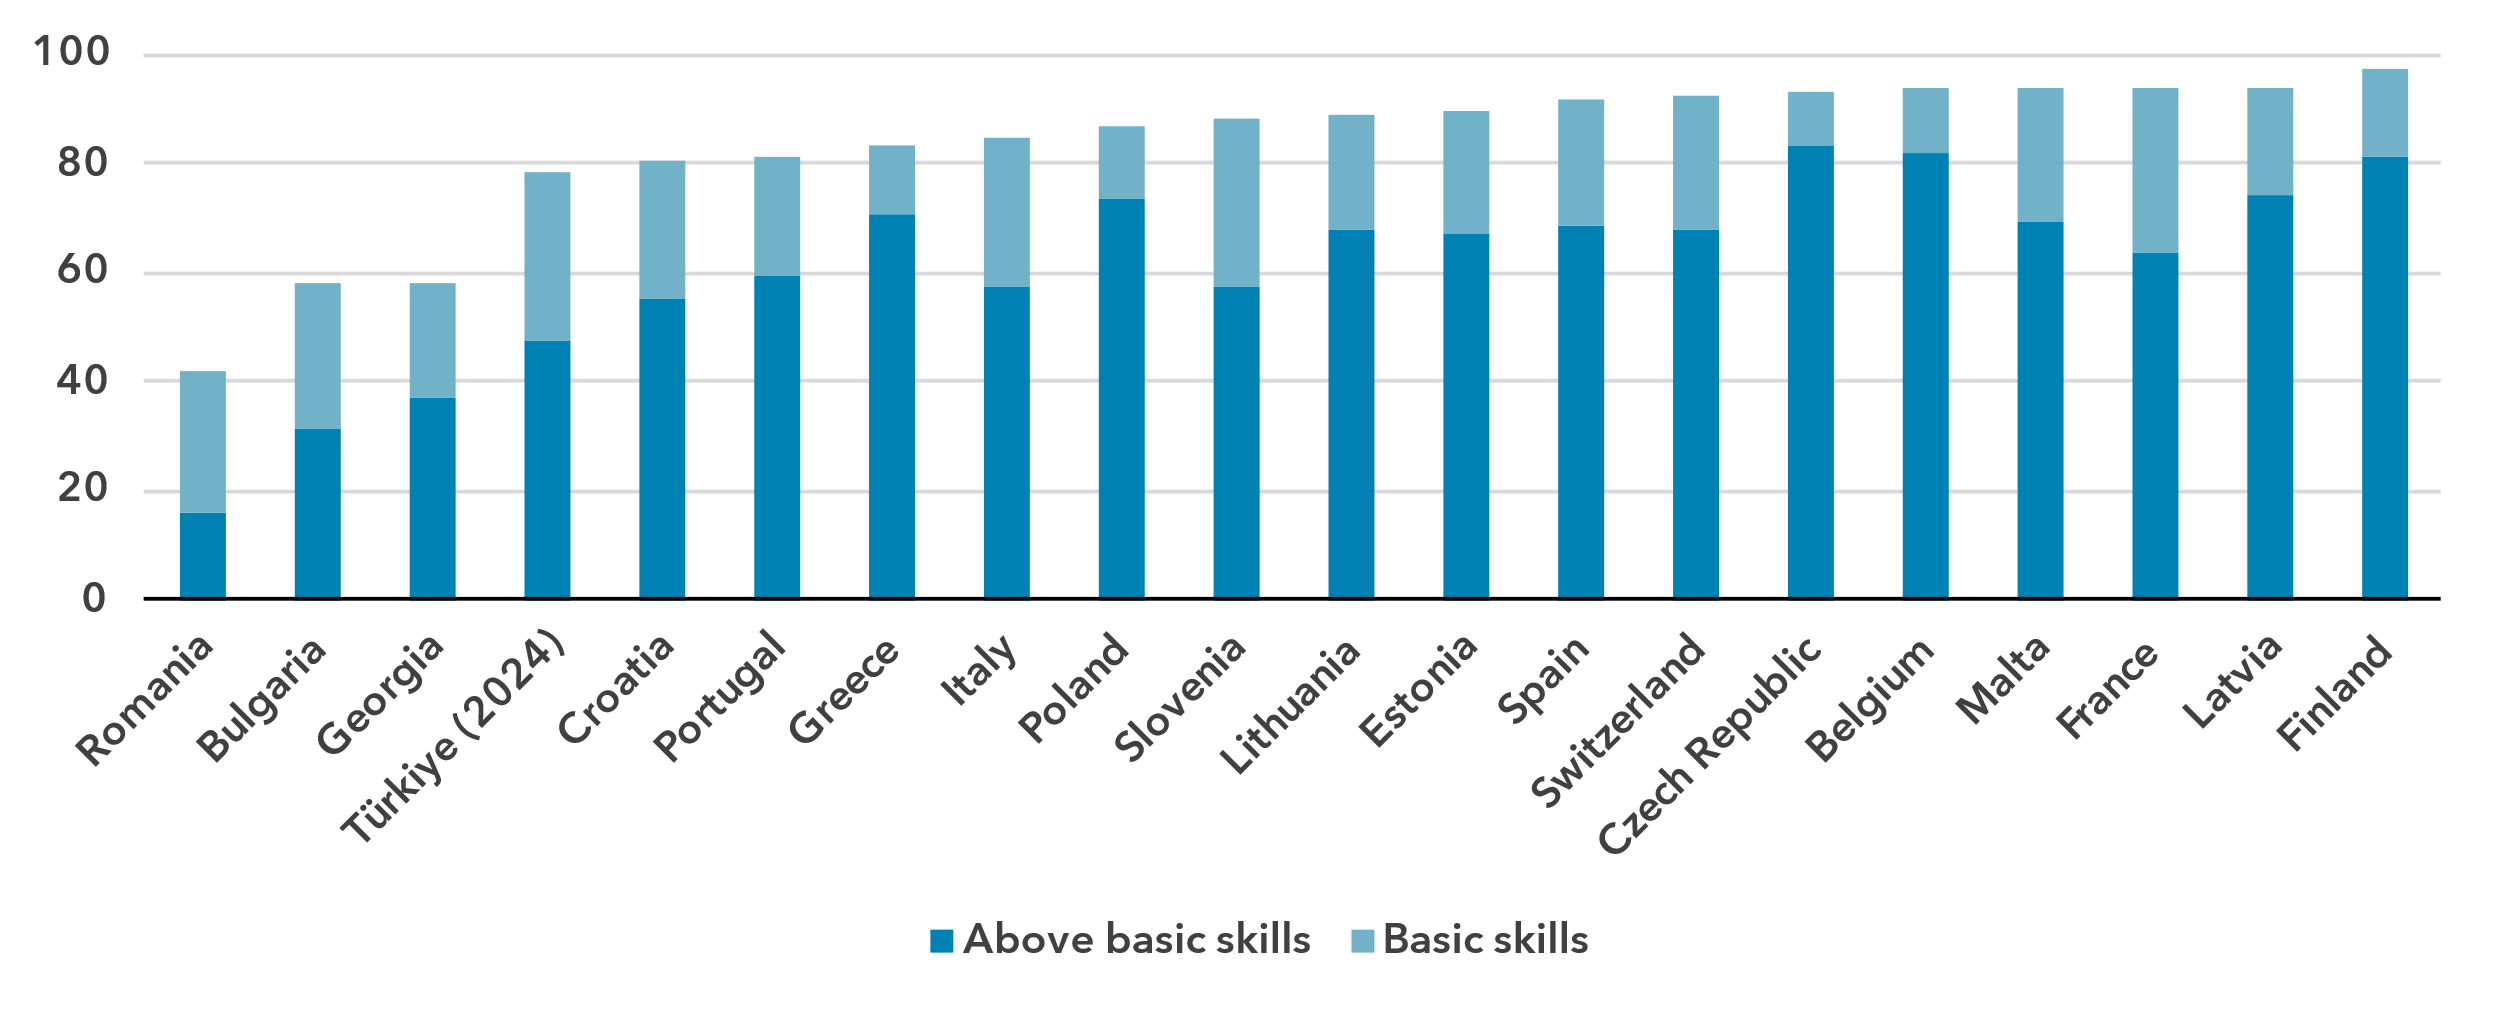 100
80
60
40
20
0
Romania
Bulgaria
Georgia
Türkiye(2024)
Croatia
Portugal
Greece
Italy
Poland
Slovenia
Lithuania
Estonia
Spain
Switzerland
Czech Republic
Belgium
Malta
France
Latvia
Finland
Above basic skills
Basic skills